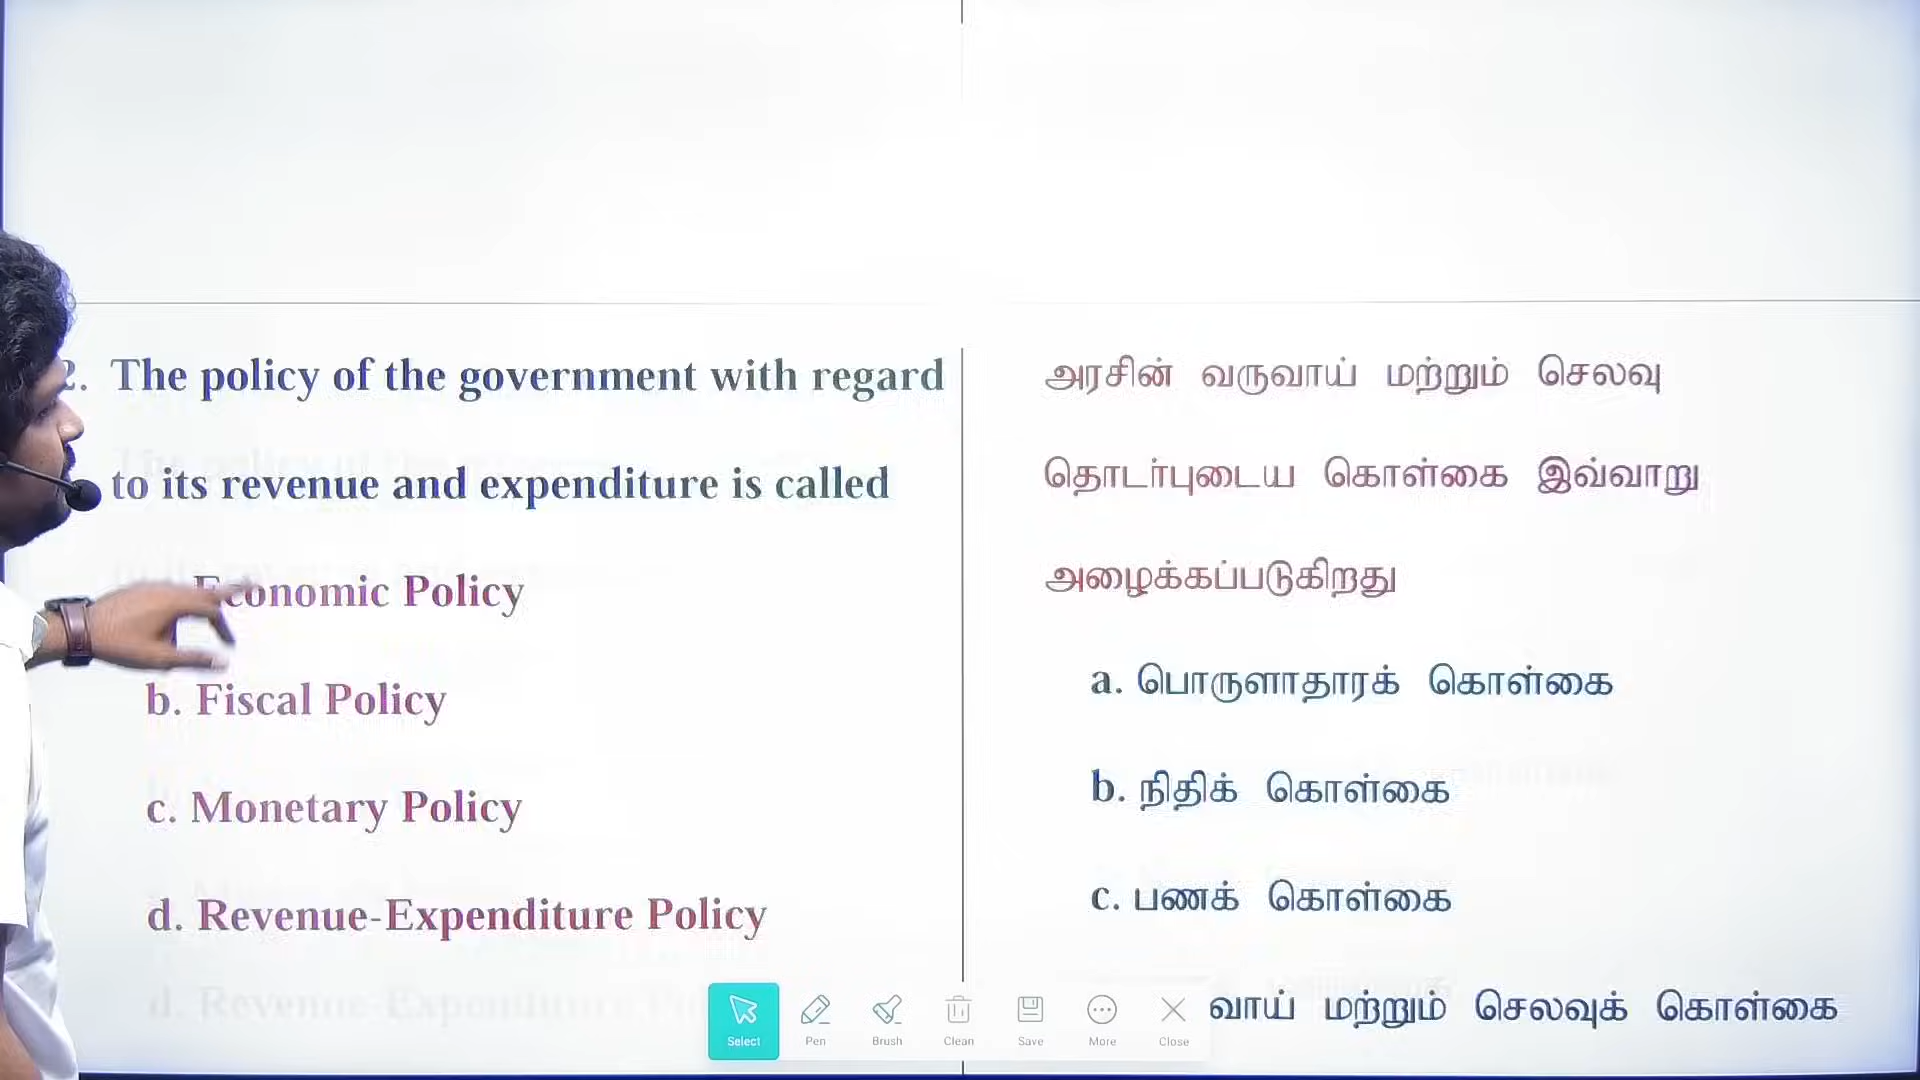 2. The policy of the government with regard
to its revenue and expenditure is called
Economic Policy
b. Fiscal Policy
c. Monetary Policy
d. Revenue-Expenditure Policy
அரசின் வருவாய் மற்றும் செலவு
தொடர்புடைய கொள்கை இவ்வாறு
அழைக்கப்படுகிறது
a. பொருளாதாரக் கொள்கை
b. நிதிக் கொள்கை
c. பணக் கொள்கை
வாய் மற்றும் செலவுக் கொள்கை
Select Pen Brush Clean Save More Close